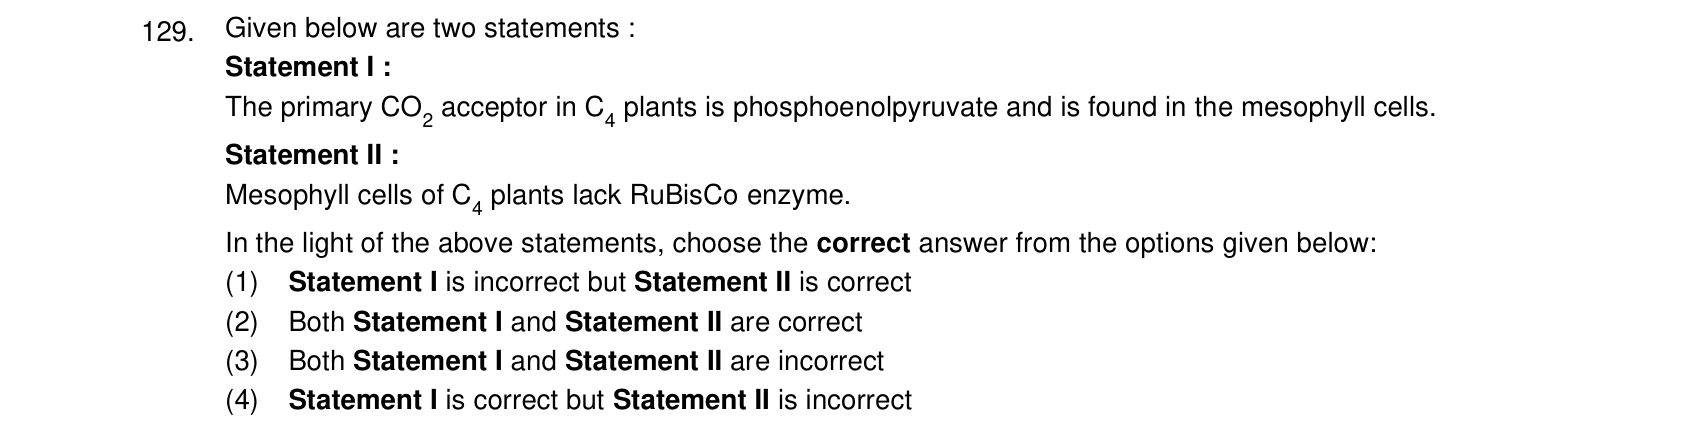 129. Given below are two statements :
Statement I :
The primary CO₂ acceptor in C₄ plants is phosphoenolpyruvate and is found in the mesophyll cells.
Statement II :
Mesophyll cells of C₄ plants lack RuBisCo enzyme.
In the light of the above statements, choose the correct answer from the options given below:
(1) Statement I is incorrect but Statement II is correct
(2) Both Statement I and Statement II are correct
(3) Both Statement I and Statement II are incorrect
(4) Statement I is correct but Statement II is incorrect